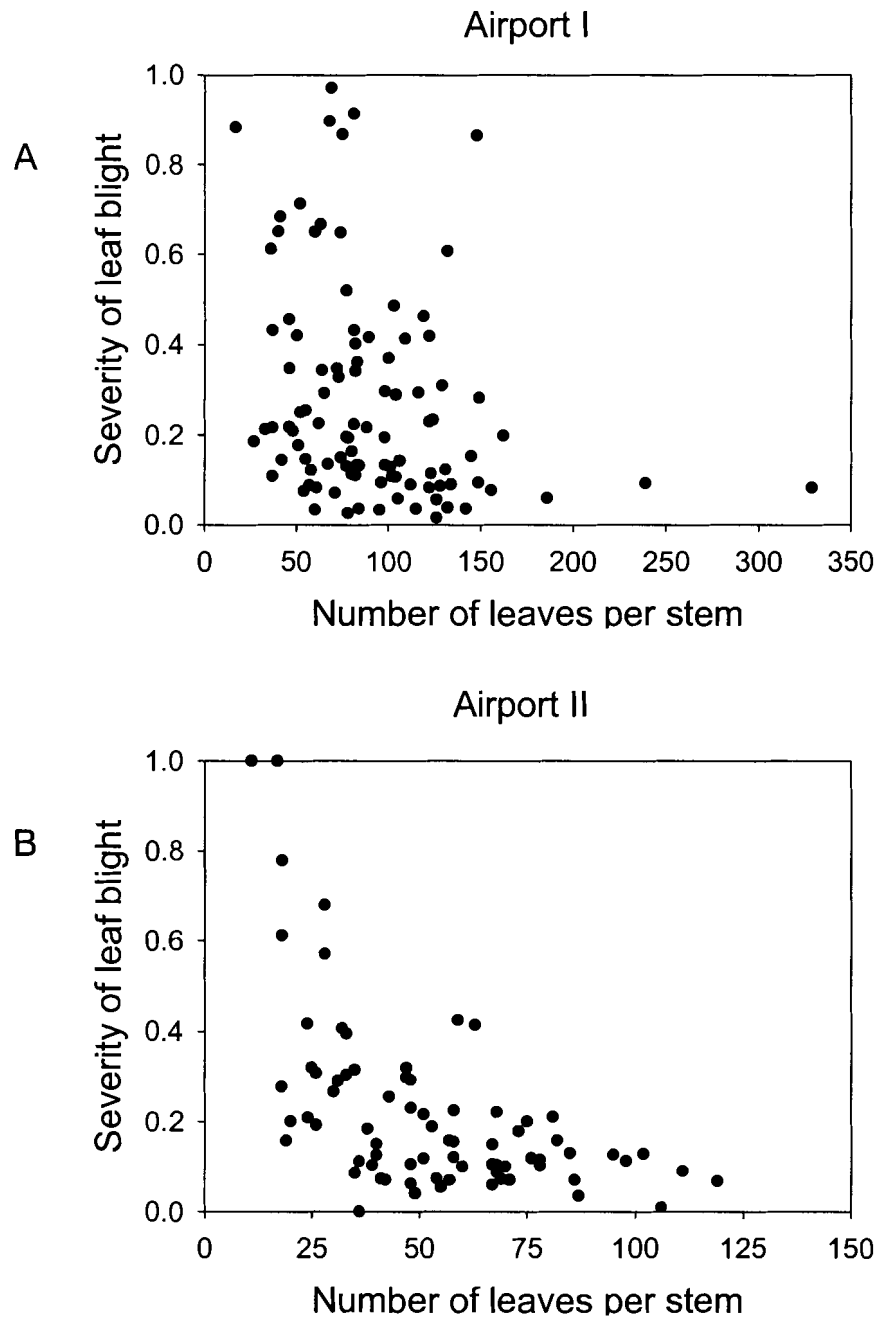 Airport I
A
Severity of leaf blight
1.0
0.8
0.6
0.4
0.2
0.0
0 50 100 150 200 250 300 350
Number of leaves per stem
Airport II
B
Severity of leaf blight
1.0
0.8
0.6
0.4
0.2
0.0
0 25 50 75 100 125 150
Number of leaves per stem